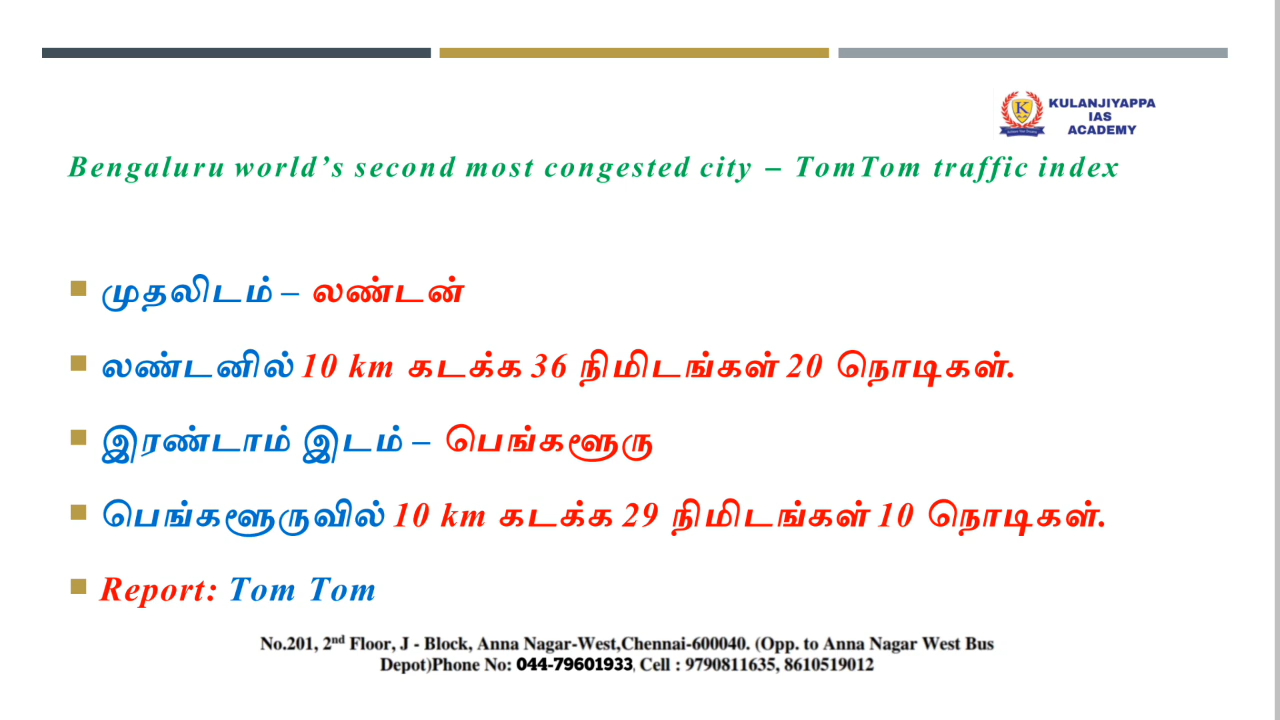 KULANJIYAPPA
IAS
ACADEMY
Bengaluru world’s second most congested city – TomTom traffic index
முதலிடம் – லண்டன்
லண்டனில் 10 km கடக்க 36 நிமிடங்கள் 20 நொடிகள்.
இரண்டாம் இடம் – பெங்களூரு
பெங்களூருவில் 10 km கடக்க 29 நிமிடங்கள் 10 நொடிகள்.
Report: Tom Tom
No.201, 2nd Floor, J - Block, Anna Nagar-West,Chennai-600040. (Opp. to Anna Nagar West Bus
Depot)Phone No: 044-79601933, Cell : 9790811635, 8610519012